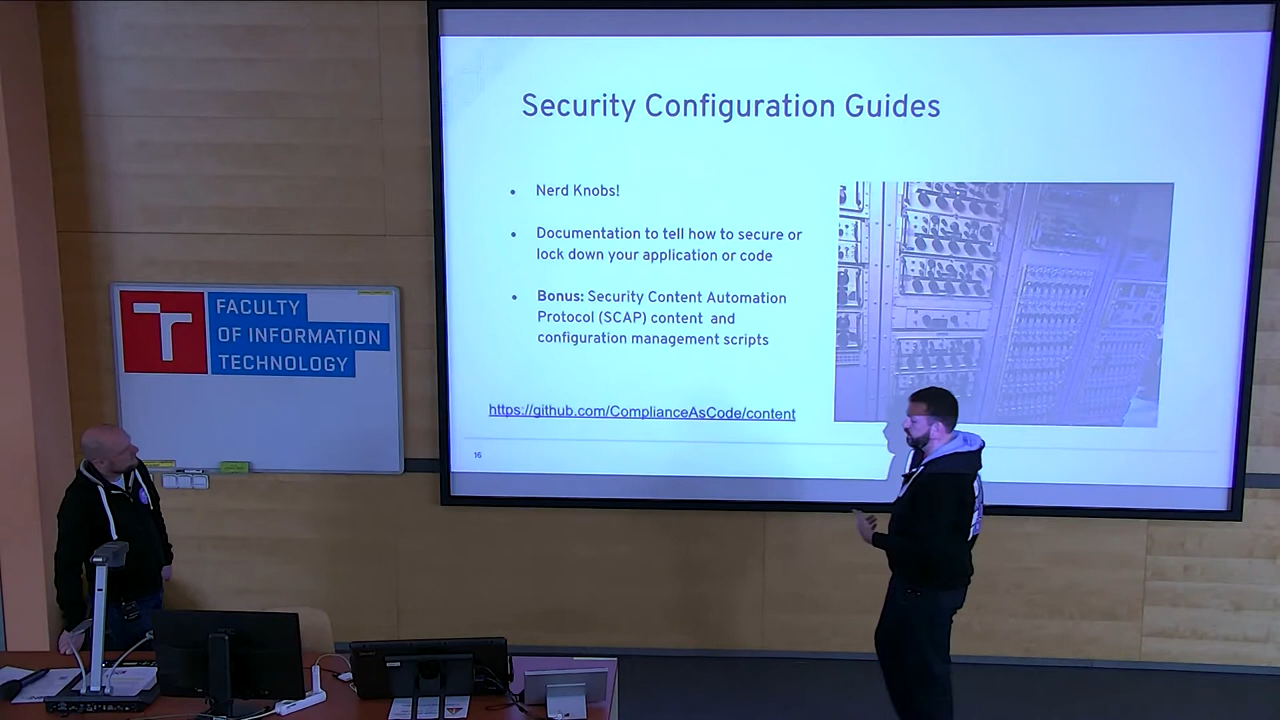 Security Configuration Guides
Nerd Knobs!
Documentation to tell how to secure or
lock down your application or code
Bonus: Security Content Automation
Protocol (SCAP) content and
configuration management scripts
https://github.com/ComplianceAsCode/content
16
FACULTY
OF INFORMATION
TECHNOLOGY